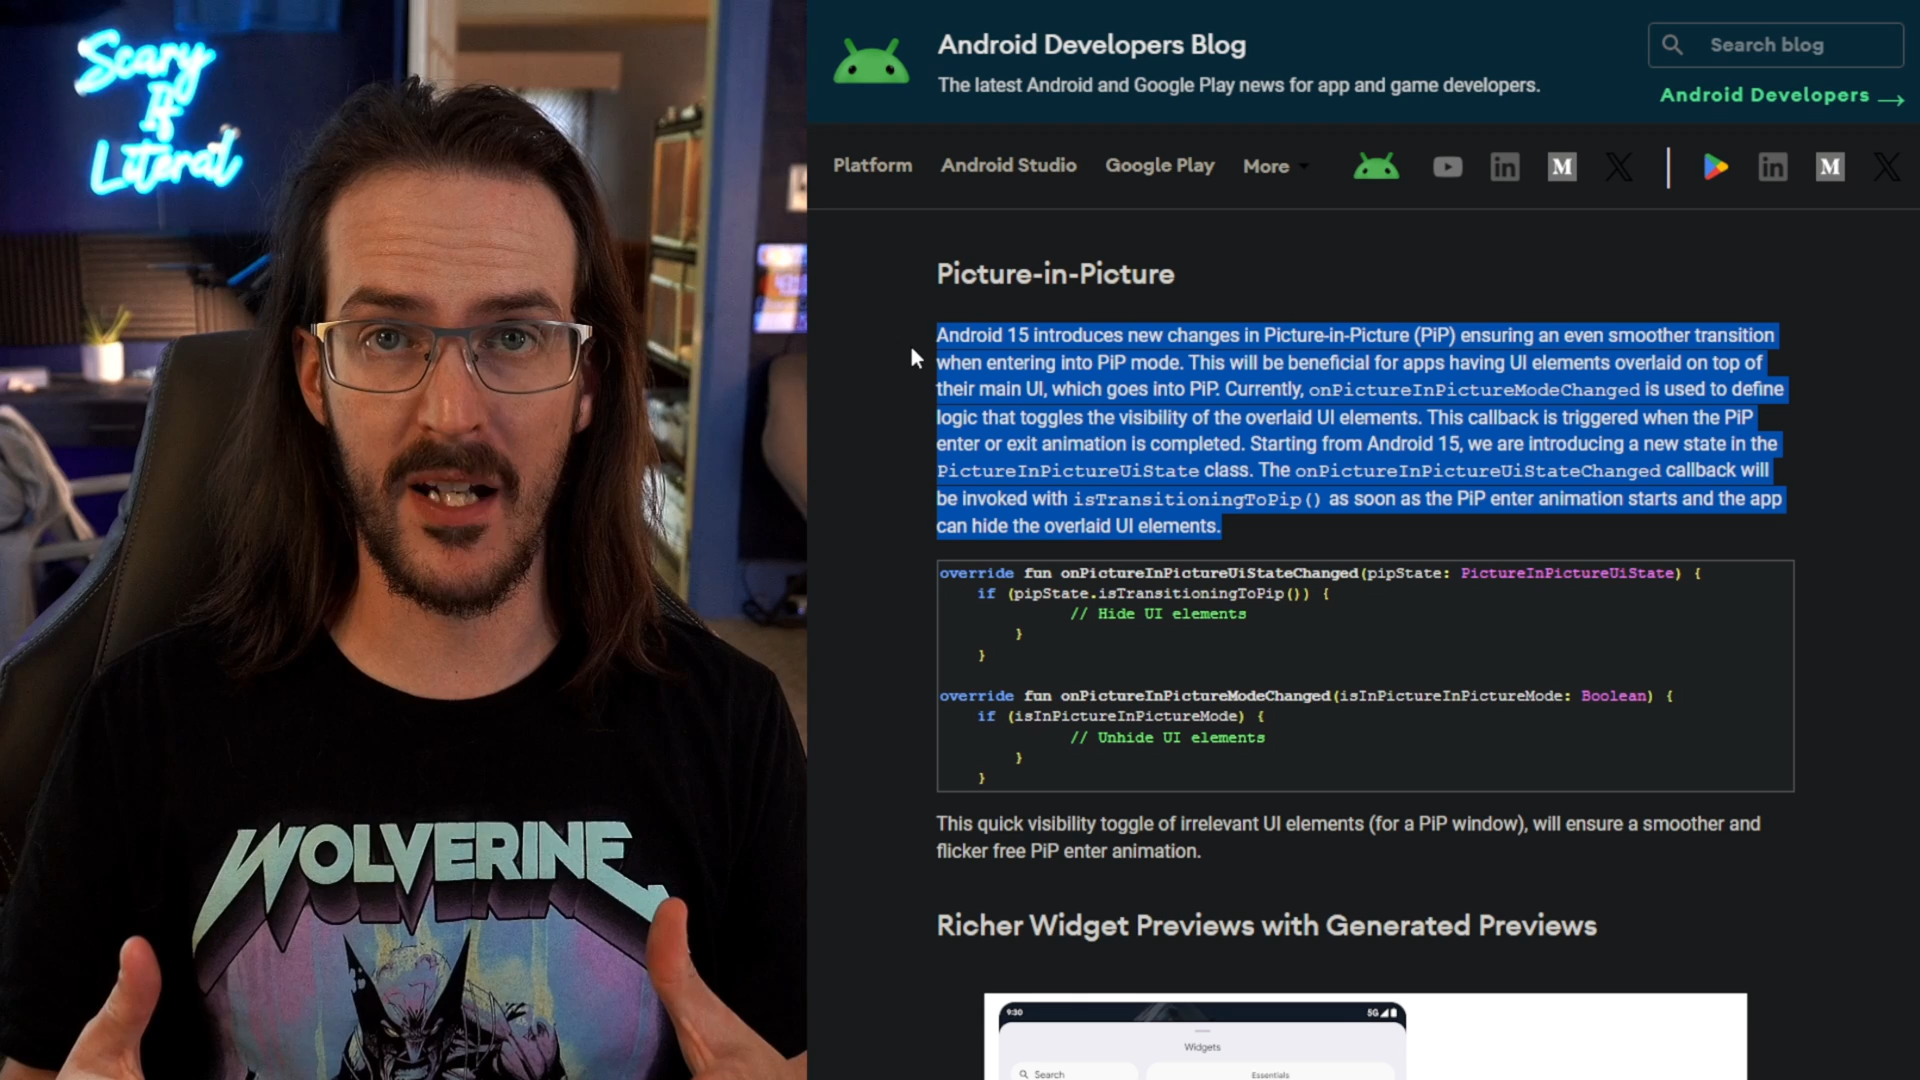 Scary
If
Literal
WOLVERINE
Android Developers Blog
The latest Android and Google Play news for app and game developers.
Search blog
Android Developers →
Platform
Android Studio
Google Play
More
in
M
X
in
M
X
Picture-in-Picture
Android 15 introduces new changes in Picture-in-Picture (PiP) ensuring an even smoother transition
when entering into PiP mode. This will be beneficial for apps having UI elements overlaid on top of
their main UI, which goes into PiP. Currently, onPictureInPictureModeChanged is used to define
logic that toggles the visibility of the overlaid UI elements. This callback is triggered when the PiP
enter or exit animation is completed. Starting from Android 15, we are introducing a new state in the
PictureInPictureUiState class. The onPictureInPictureUiStateChanged callback will
be invoked with isTransitioningToPip() as soon as the PiP enter animation starts and the app
can hide the overlaid UI elements.
override fun onPictureInPictureUiStateChanged(pipState: PictureInPictureUiState) {
if (pipState.isTransitioningToPip()) {
// Hide UI elements
}
}
override fun onPictureInPictureModeChanged(isInPictureInPictureMode: Boolean) {
if (isInPictureInPictureMode) {
// Unhide UI elements
}
}
This quick visibility toggle of irrelevant UI elements (for a PiP window), will ensure a smoother and
flicker free PiP enter animation.
Richer Widget Previews with Generated Previews
9:30
5G
Widgets
Search
Essentials